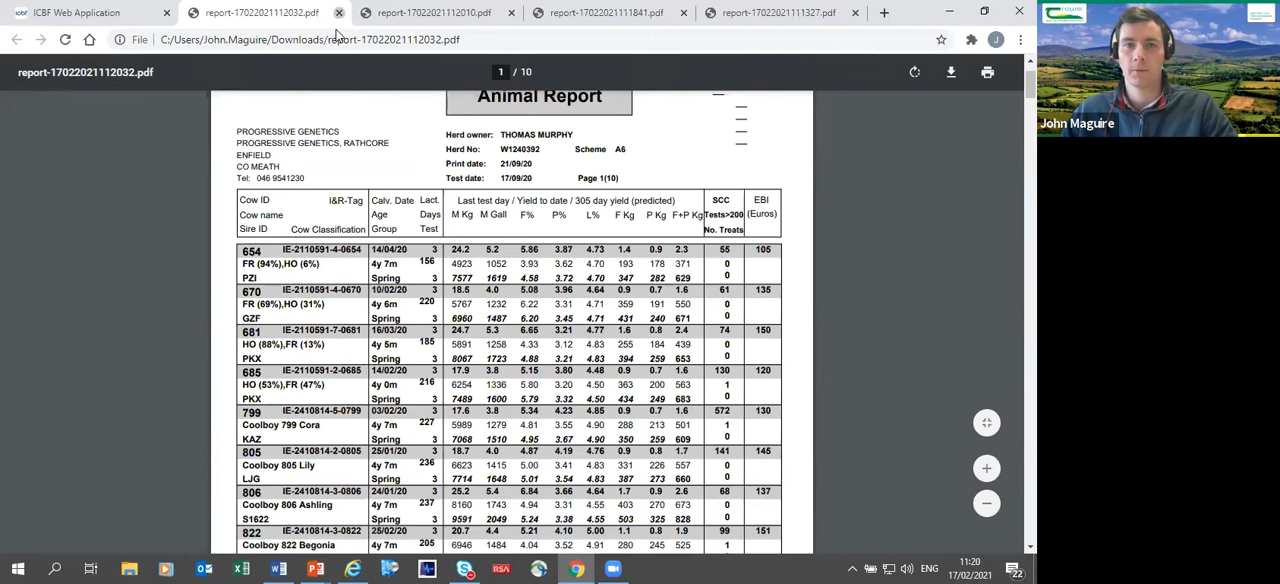 ICBF Web Application report-17022021112032.pdf report-17022021112010.pdf report-17022021111841.pdf report-17022021111327.pdf
File C:/Users/John.Maguire/Downloads/report-17022021112032.pdf
report-17022021112032.pdf 1 / 10
Animal Report
PROGRESSIVE GENETICS
PROGRESSIVE GENETICS, RATHCORE
ENFIELD
CO MEATH
Tel: 046 9541230
Herd owner: THOMAS MURPHY
Herd No: W1240392 Scheme A6
Print date: 21/09/20
Test date: 17/09/20 Page 1(10)
Cow ID I&R-Tag Calv. Date Lact. Last test day / Yield to date / 305 day yield (predicted) SCC EBI
Cow name Age Days M Kg M Gall F% P% L% F Kg P Kg F+P Kg Tests>200 (Euros)
Sire ID Cow Classification Group Test No. Treats
654 IE-2110591-4-0654 14/04/20 3 24.2 5.2 5.86 3.87 4.73 1.4 0.9 2.3 55 105
FR (94%),HO (6%) 4y 7m 156 4923 1052 3.93 3.62 4.70 193 178 371 0
PZI Spring 3 7577 1619 4.58 3.72 4.70 347 282 629 0
670 IE-2110591-4-0670 10/02/20 3 18.5 4.0 5.08 3.96 4.64 0.9 0.7 1.6 61 135
FR (69%),HO (31%) 4y 6m 220 5767 1232 6.22 3.31 4.71 359 191 550 0
GZF Spring 3 6960 1487 6.20 3.45 4.71 431 240 671 0
681 IE-2110591-7-0681 16/03/20 3 24.7 5.3 6.65 3.21 4.77 1.6 0.8 2.4 74 150
HO (88%),FR (13%) 4y 5m 185 5891 1258 4.33 3.12 4.83 255 184 439 0
PKX Spring 3 8067 1723 4.88 3.21 4.83 394 259 653 0
685 IE-2110591-2-0685 14/02/20 3 17.9 3.8 5.15 3.80 4.48 0.9 0.7 1.6 130 120
HO (53%),FR (47%) 4y 0m 216 6254 1336 5.80 3.20 4.50 363 200 563 1
PKX Spring 3 7489 1600 5.79 3.32 4.50 434 249 683 0
799 IE-2410814-5-0799 03/02/20 3 17.6 3.8 5.34 4.23 4.85 0.9 0.7 1.6 572 130
Coolboy 799 Cora 4y 7m 227 5989 1279 4.81 3.55 4.90 288 213 501 1
KAZ Spring 3 7068 1510 4.95 3.67 4.90 350 259 609 0
805 IE-2410814-2-0805 25/01/20 3 18.7 4.0 4.87 4.19 4.76 0.9 0.8 1.7 141 145
Coolboy 805 Lily 4y 7m 236 6623 1415 5.00 3.41 4.83 331 226 557 0
LJG Spring 3 7714 1648 5.01 3.54 4.83 387 273 660 0
806 IE-2410814-3-0806 24/01/20 3 25.2 5.4 6.84 3.66 4.64 1.7 0.9 2.6 68 137
Coolboy 806 Ashling 4y 7m 237 8160 1743 4.94 3.31 4.55 403 270 673 0
S1622 Spring 3 9591 2049 5.24 3.38 4.55 503 325 828 0
822 IE-2410814-3-0822 25/02/20 3 20.7 4.4 5.21 4.10 5.00 1.1 0.8 1.9 99 151
Coolboy 822 Begonia 4y 7m 205 6946 1484 4.04 3.52 4.91 280 245 525 1
John Maguire
ENG 11:20
17/02/2021
22
RSA